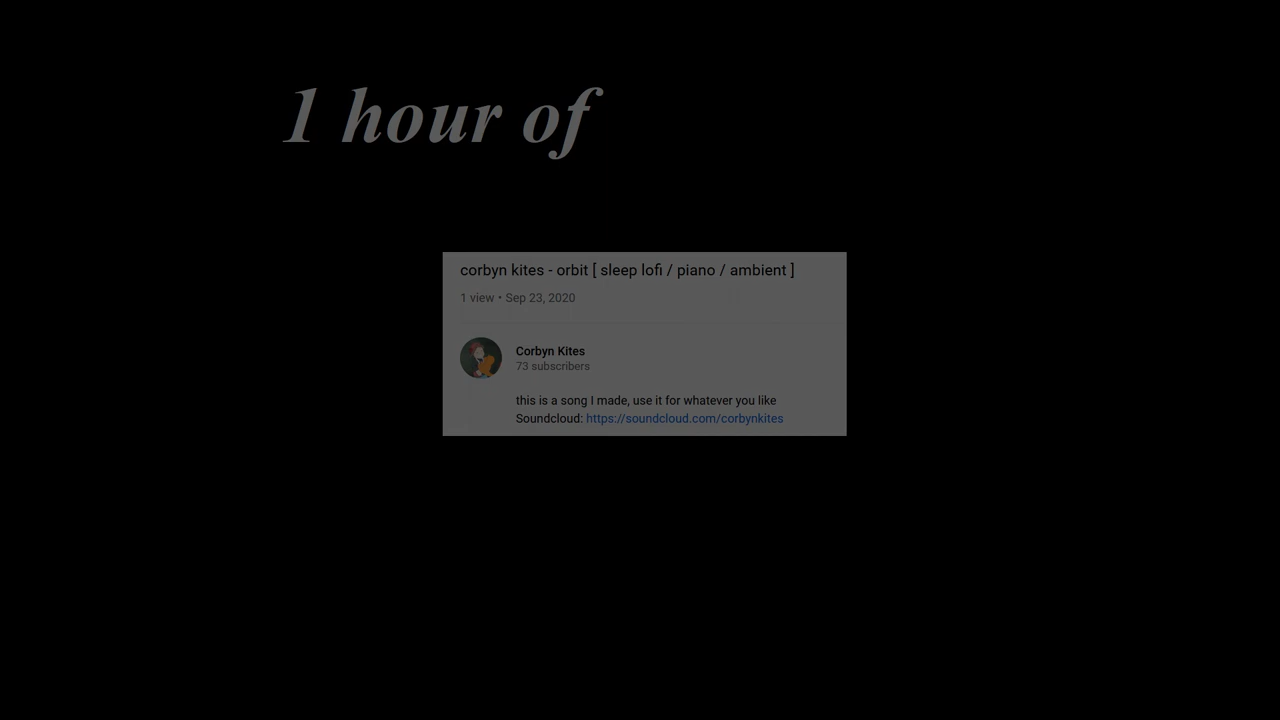 1 hour of
corbyn kites - orbit [ sleep lofi / piano / ambient ]
1 view • Sep 23, 2020
Corbyn Kites
73 subscribers
this is a song I made, use it for whatever you like
Soundcloud: https://soundcloud.com/corbynkites